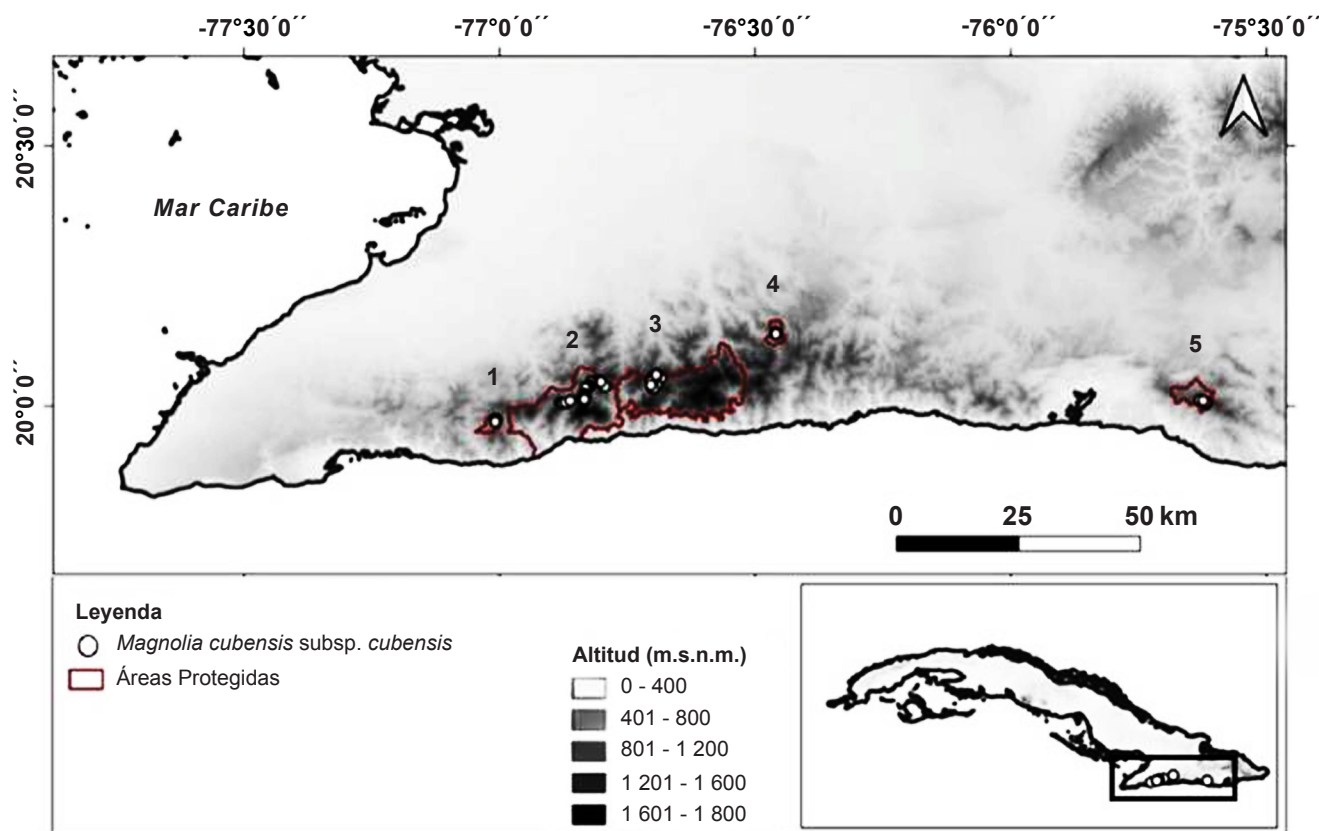 -77°30´0´´ -77°0´0´´ -76°30´0´´ -76°0´0´´ -75°30´0´´
20°30´0´´
20°0´0´´
Mar Caribe
1
2
3
4
5
0 25 50 km
Leyenda
Magnolia cubensis subsp. cubensis
Áreas Protegidas
Altitud (m.s.n.m.)
0 - 400
401 - 800
801 - 1 200
1 201 - 1 600
1 601 - 1 800